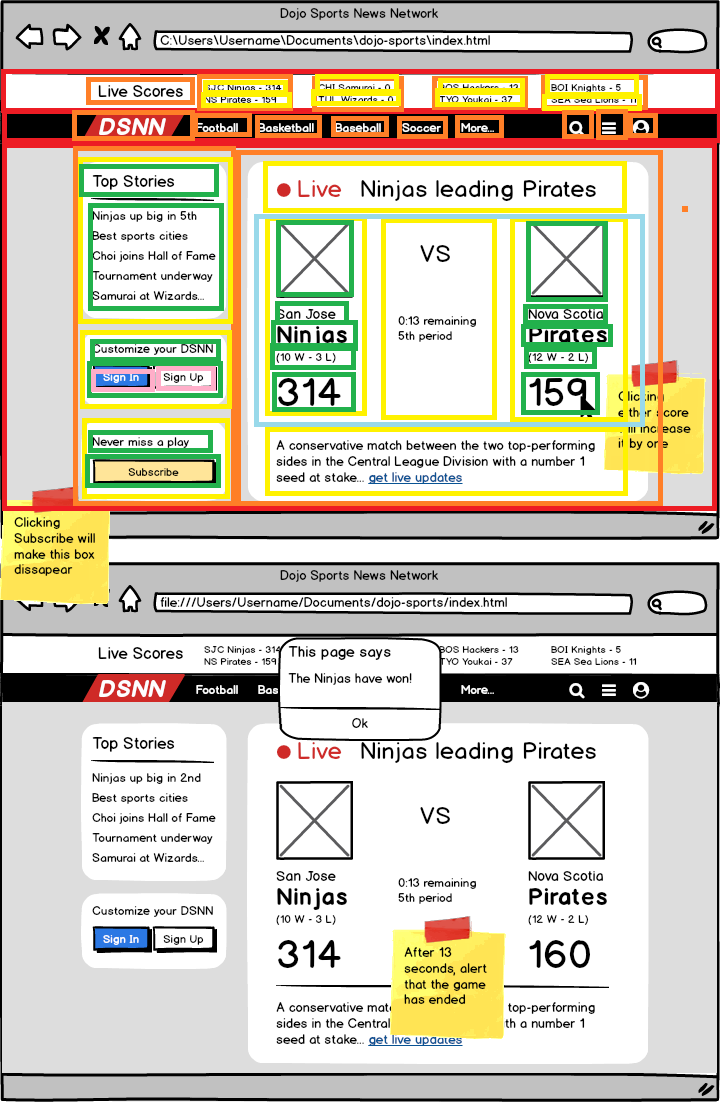 Dojo Sports News Network
C:\Users\Username\Documents\dojo-sports\index.html
Live Scores
SJC Ninjas - 314
NS Pirates - 159
CHI Samurai - 0
TUL Wizards - 0
BOS Hackers - 13
TYO Youkai - 37
BOI Knights - 5
SEA Sea Lions - 11
DSNN Football Basketball Baseball Soccer More...
Top Stories
Ninjas up big in 5th
Best sports cities
Choi joins Hall of Fame
Tournament underway
Samurai at Wizards...
Customize your DSNN
Sign In Sign Up
Never miss a play
Subscribe
Live Ninjas leading Pirates
San Jose
Ninjas
(10 W - 3 L)
314
VS
0:13 remaining
5th period
Nova Scotia
Pirates
(12 W - 2 L)
159
A conservative match between the two top-performing
sides in the Central League Division with a number 1
seed at stake... get live updates
Clicking
either score
will increase
it by one
Clicking
Subscribe will
make this box
dissapear
Dojo Sports News Network
file:///Users/Username/Documents/dojo-sports/index.html
Live Scores
SJC Ninjas - 314
NS Pirates - 159
BOS Hackers - 13
TYO Youkai - 37
BOI Knights - 5
SEA Sea Lions - 11
This page says
The Ninjas have won!
Ok
DSNN Football Bas More...
Top Stories
Ninjas up big in 2nd
Best sports cities
Choi joins Hall of Fame
Tournament underway
Samurai at Wizards...
Customize your DSNN
Sign In Sign Up
Live Ninjas leading Pirates
San Jose
Ninjas
(10 W - 3 L)
314
VS
0:13 remaining
5th period
Nova Scotia
Pirates
(12 W - 2 L)
160
After 13
seconds, alert
that the game
has ended
A conservative mat top-performing
sides in the Central th a number 1
seed at stake... get live updates